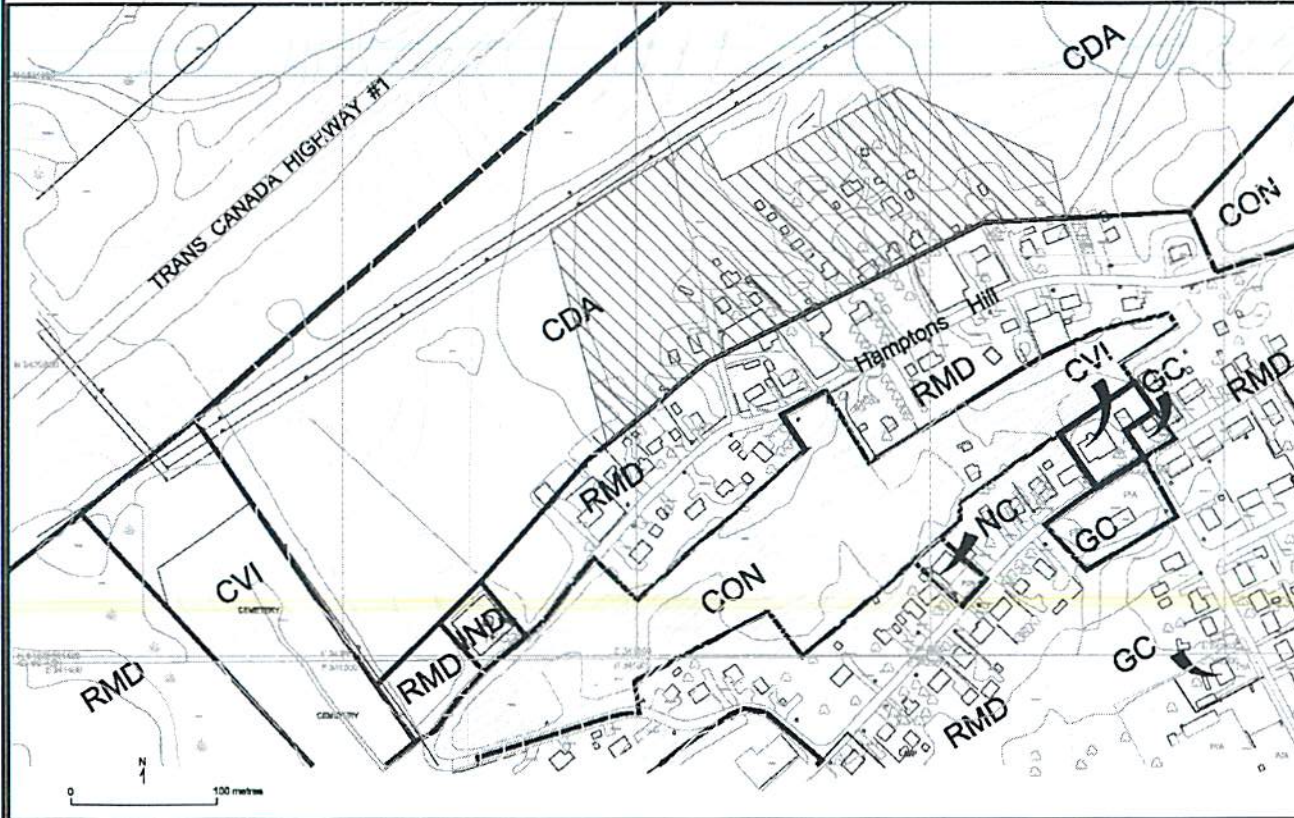 CDA
TRANS CANADA HIGHWAY #1
CON
CDA
Hamptons Hill
RMD
CVI
GC
RMD
RMD
NC
GC
CVI
CEMETERY
CON
IND
RMD
RMD
CEMETERY
GC
RMD
N
0 100 metres